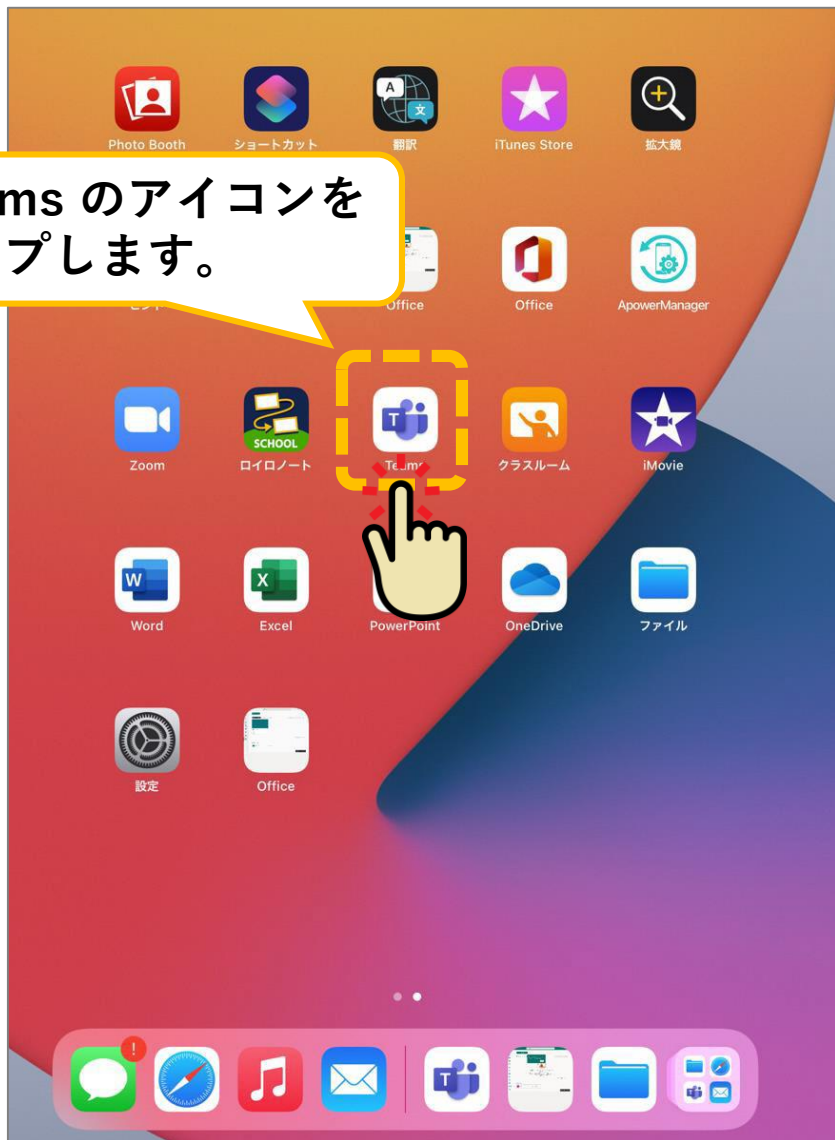 Photo Booth ショートカット 翻訳 iTunes Store 拡大鏡
ms のアイコンを
プします。
Office Office ApowerManager
SCHOOL
Zoom ロイロノート Teams クラスルーム iMovie
Word Excel PowerPoint OneDrive ファイル
設定 Office